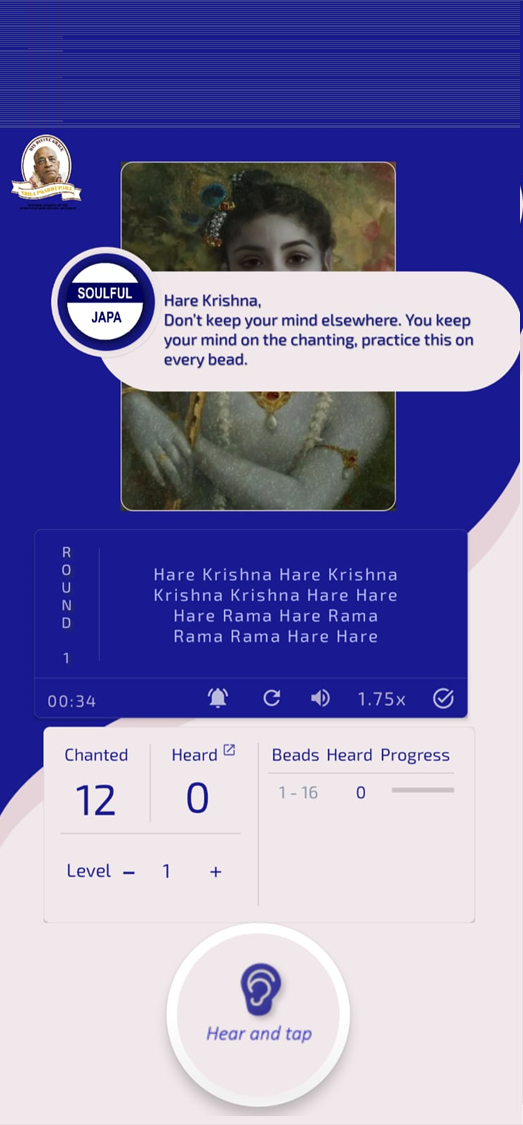 SRILA PRABHUPADA
SOULFUL
JAPA
Hare Krishna,
Don't keep your mind elsewhere. You keep
your mind on the chanting, practice this on
every bead.
ROUND
1
Hare Krishna Hare Krishna
Krishna Krishna Hare Hare
Hare Rama Hare Rama
Rama Rama Hare Hare
00:34
1.75x
Chanted
Heard
12
0
Level – 1 +
Beads Heard Progress
1 - 16 0
Hear and tap